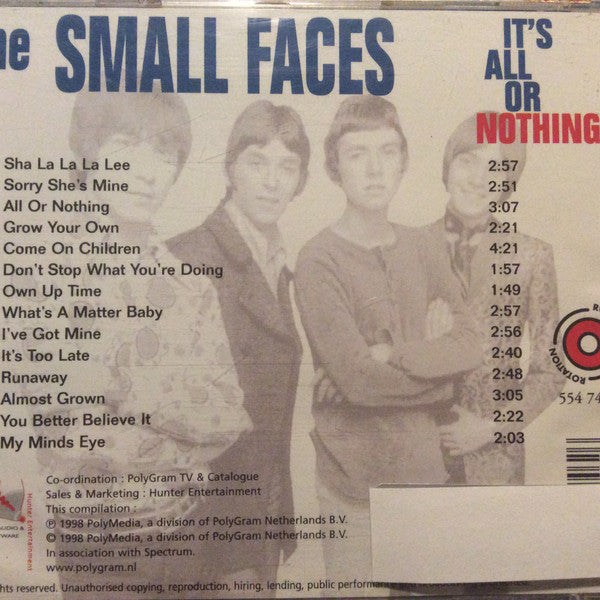 he SMALL FACES
IT'S
ALL
OR
NOTHING
Sha La La La Lee 2:57
Sorry She's Mine 2:51
All Or Nothing 3:07
Grow Your Own 2:21
Come On Children 4:21
Don't Stop What You're Doing 1:57
Own Up Time 1:49
What's A Matter Baby 2:57
I've Got Mine 2:56
It's Too Late 2:40
Runaway 2:48
Almost Grown 3:05
You Better Believe It 2:22
My Minds Eye 2:03
ROTATION
554 74
Co-ordination : PolyGram TV & Catalogue
Sales & Marketing : Hunter Entertainment
This compilation :
℗ 1998 PolyMedia, a division of PolyGram Netherlands B.V.
© 1998 PolyMedia, a division of PolyGram Netherlands B.V.
In association with Spectrum.
www.polygram.nl
Hunter Entertainment
ghts reserved. Unauthorised copying, reproduction, hiring, lending, public performance